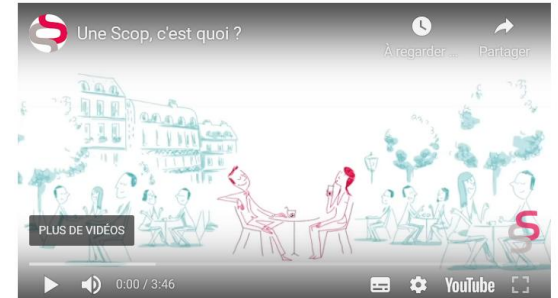 Une Scop, c'est quoi ?
À regarder ... Partager
PLUS DE VIDÉOS
0:00 / 3:46
YouTube